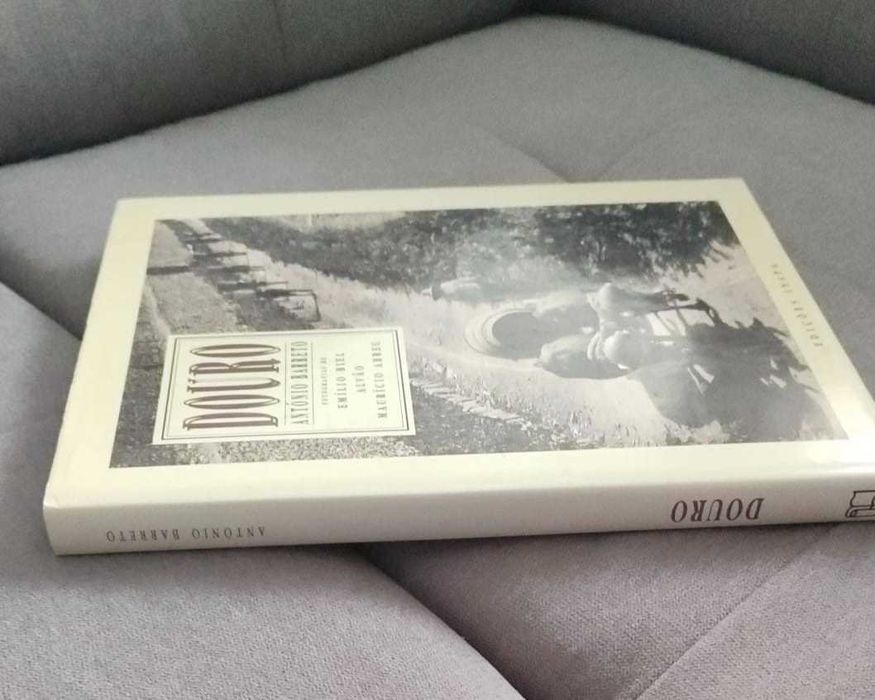 DOURO
ANTÓNIO BARRETO
FOTOGRAFIAS DE
EMÍLIO BIEL
ALVÃO
MAURÍCIO ABREU
EDIÇÕES INAPA
ANTÓNIO BARRETO
DOURO